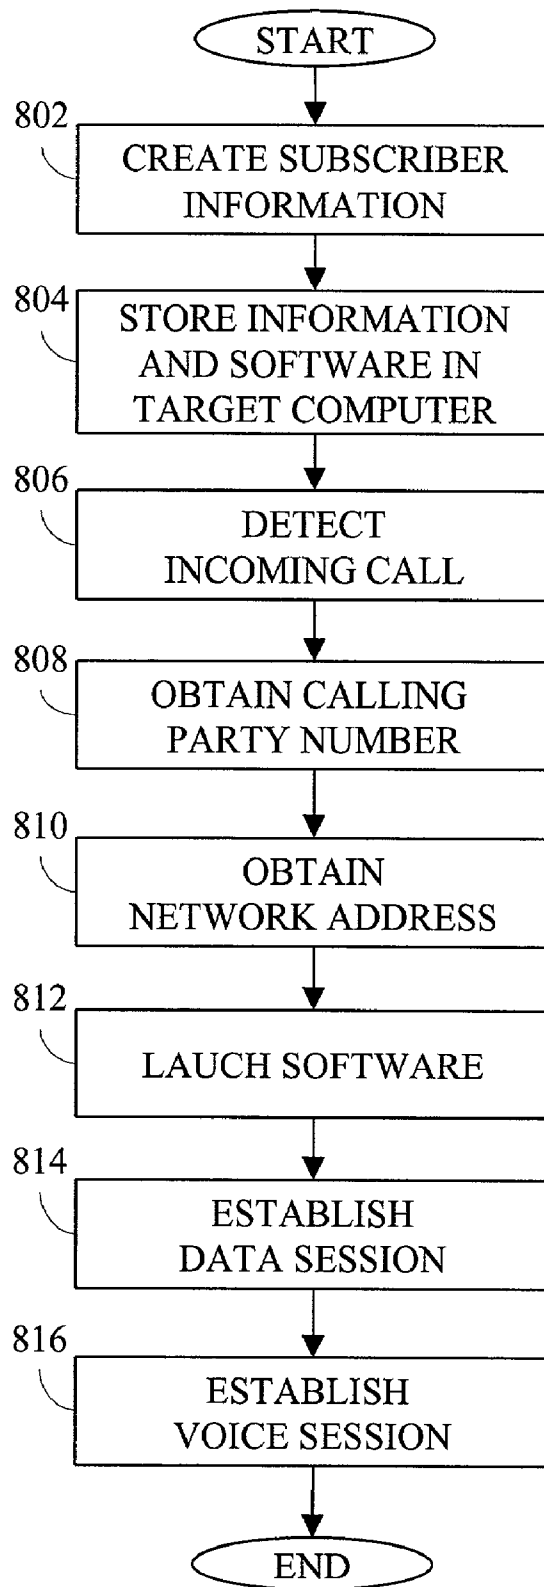 START
802
CREATE SUBSCRIBER
INFORMATION
804
STORE INFORMATION
AND SOFTWARE IN
TARGET COMPUTER
806
DETECT
INCOMING CALL
808
OBTAIN CALLING
PARTY NUMBER
810
OBTAIN
NETWORK ADDRESS
812
LAUCH SOFTWARE
814
ESTABLISH
DATA SESSION
816
ESTABLISH
VOICE SESSION
END